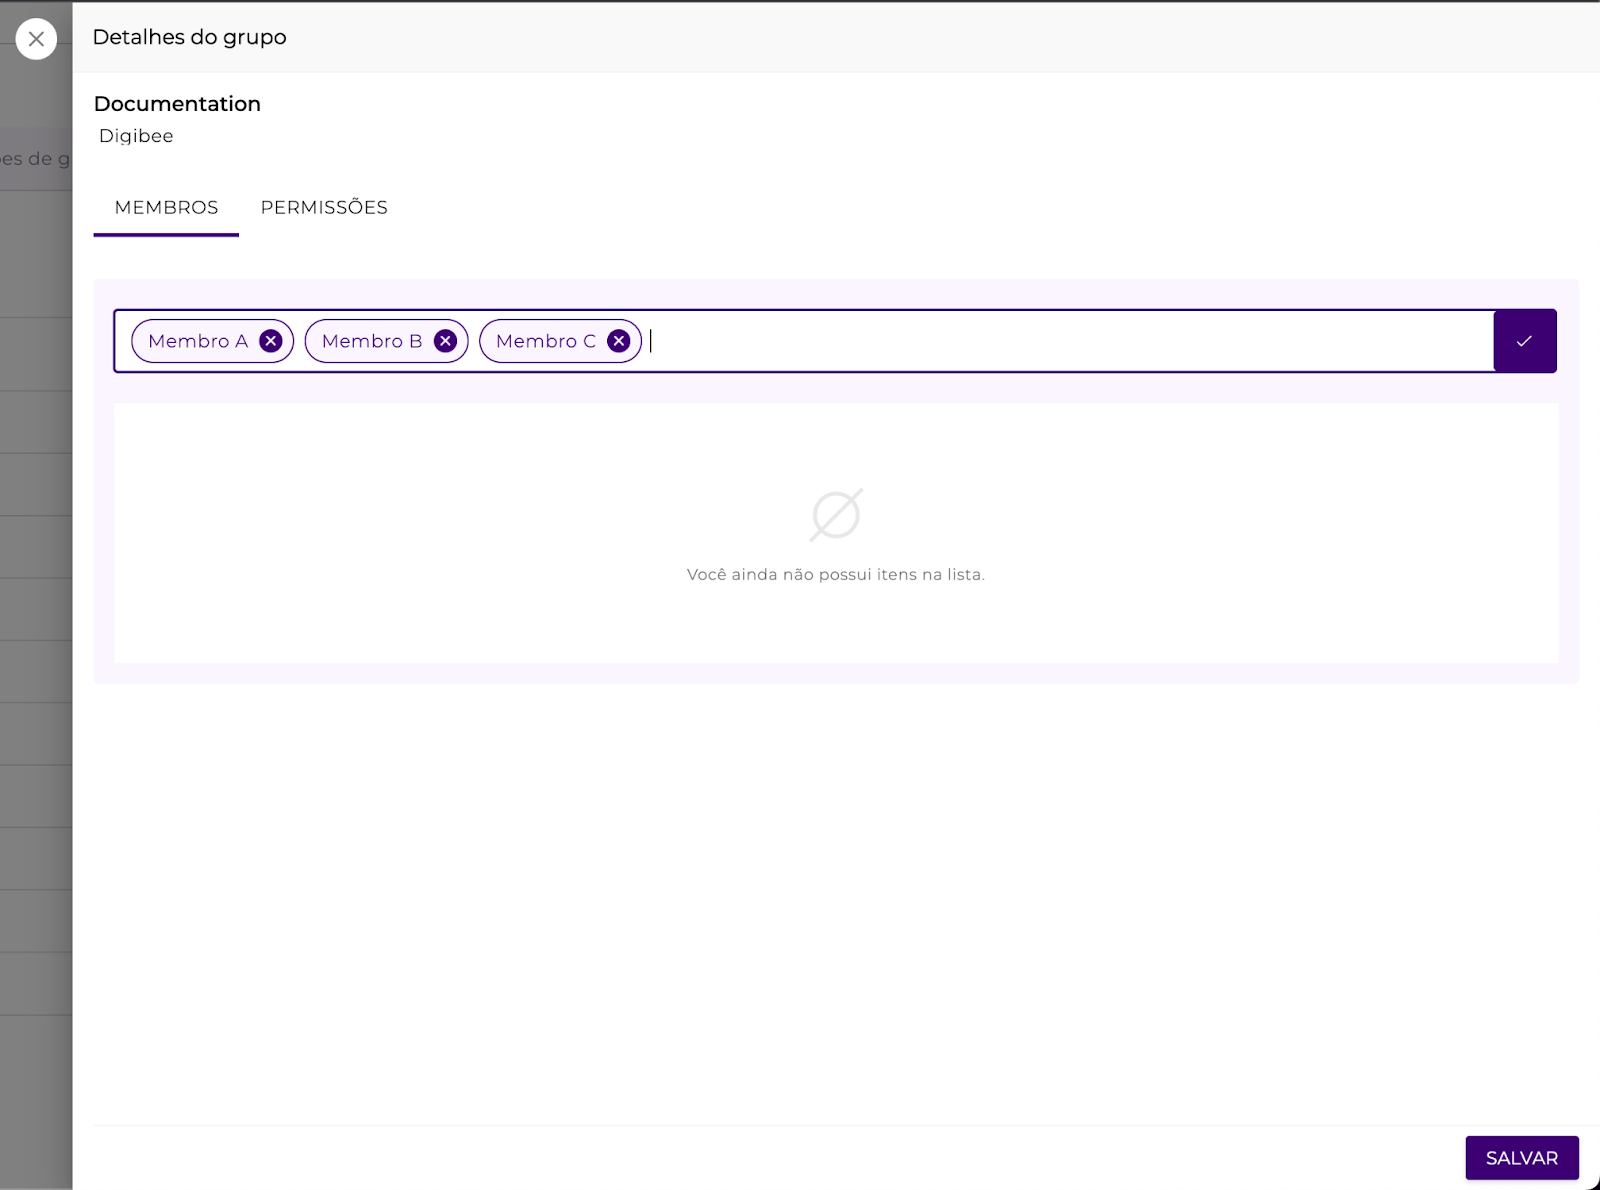 Detalhes do grupo
Documentation
Digibee
es de g
MEMBROS PERMISSÕES
Membro A Membro B Membro C
Você ainda não possui itens na lista.
SALVAR